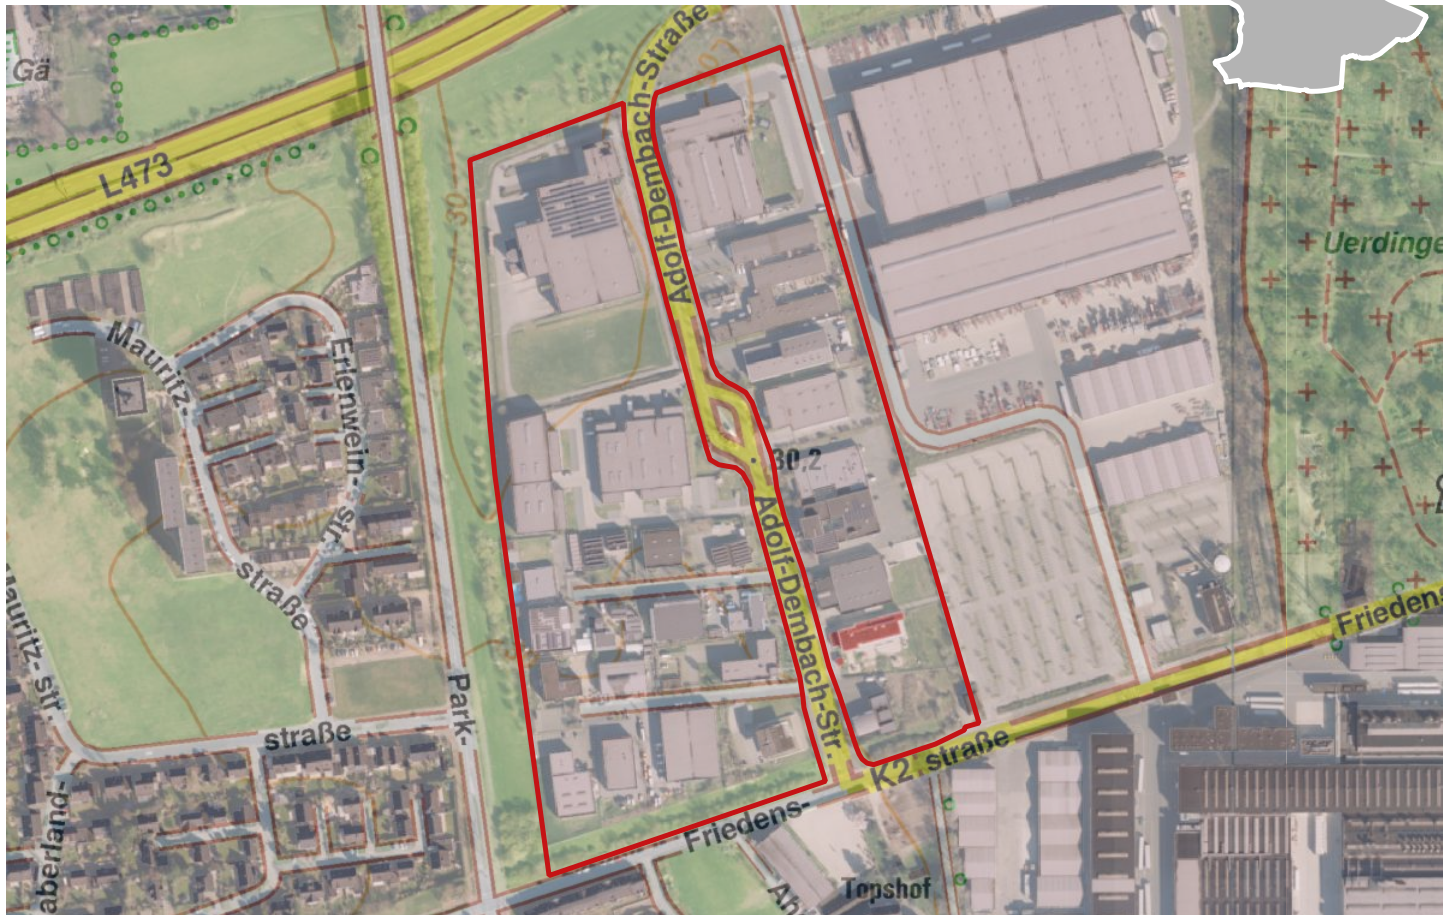 Gä
L473
Adolf-Dembach-Straße
30
Uerdinge
Mauritz-
straße
Erlenwein-
str.
30,2
Adolf-Dembach-Str.
Mauritz-str.
Friedens
Park-
straße
K2
straße
Friedens-
aberland-
Topshof